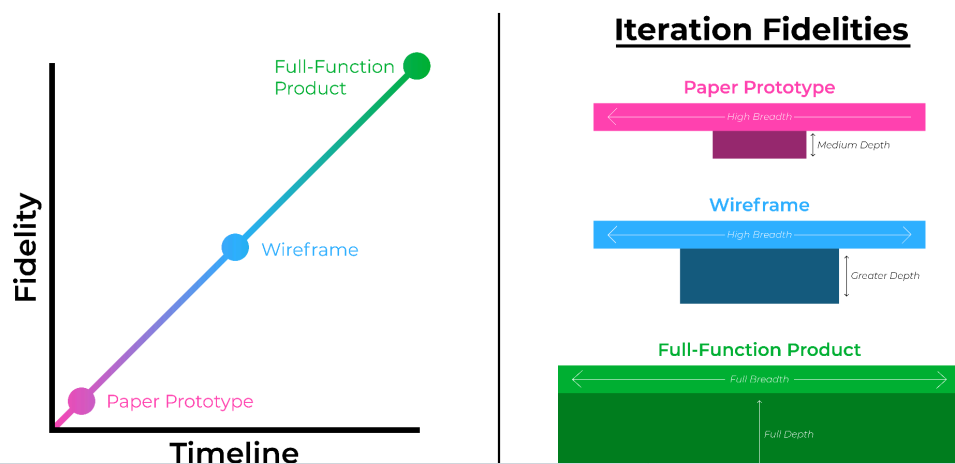 Full-Function
Product
Wireframe
Paper Prototype
Fidelity
Timeline
Iteration Fidelities
Paper Prototype
High Breadth
Medium Depth
Wireframe
High Breadth
Greater Depth
Full-Function Product
Full Breadth
Full Depth